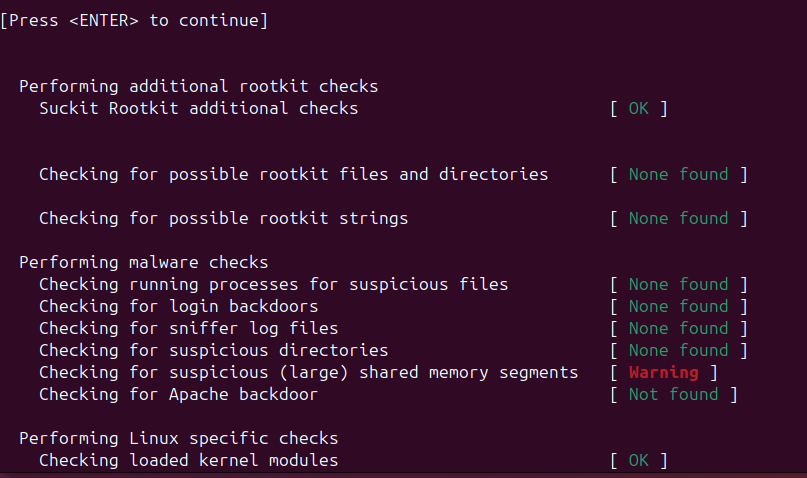 [Press <ENTER> to continue]
Performing additional rootkit checks
Suckit Rootkit additional checks [ OK ]
Checking for possible rootkit files and directories [ None found ]
Checking for possible rootkit strings [ None found ]
Performing malware checks
Checking running processes for suspicious files [ None found ]
Checking for login backdoors [ None found ]
Checking for sniffer log files [ None found ]
Checking for suspicious directories [ None found ]
Checking for suspicious (large) shared memory segments [ Warning ]
Checking for Apache backdoor [ Not found ]
Performing Linux specific checks
Checking loaded kernel modules [ OK ]